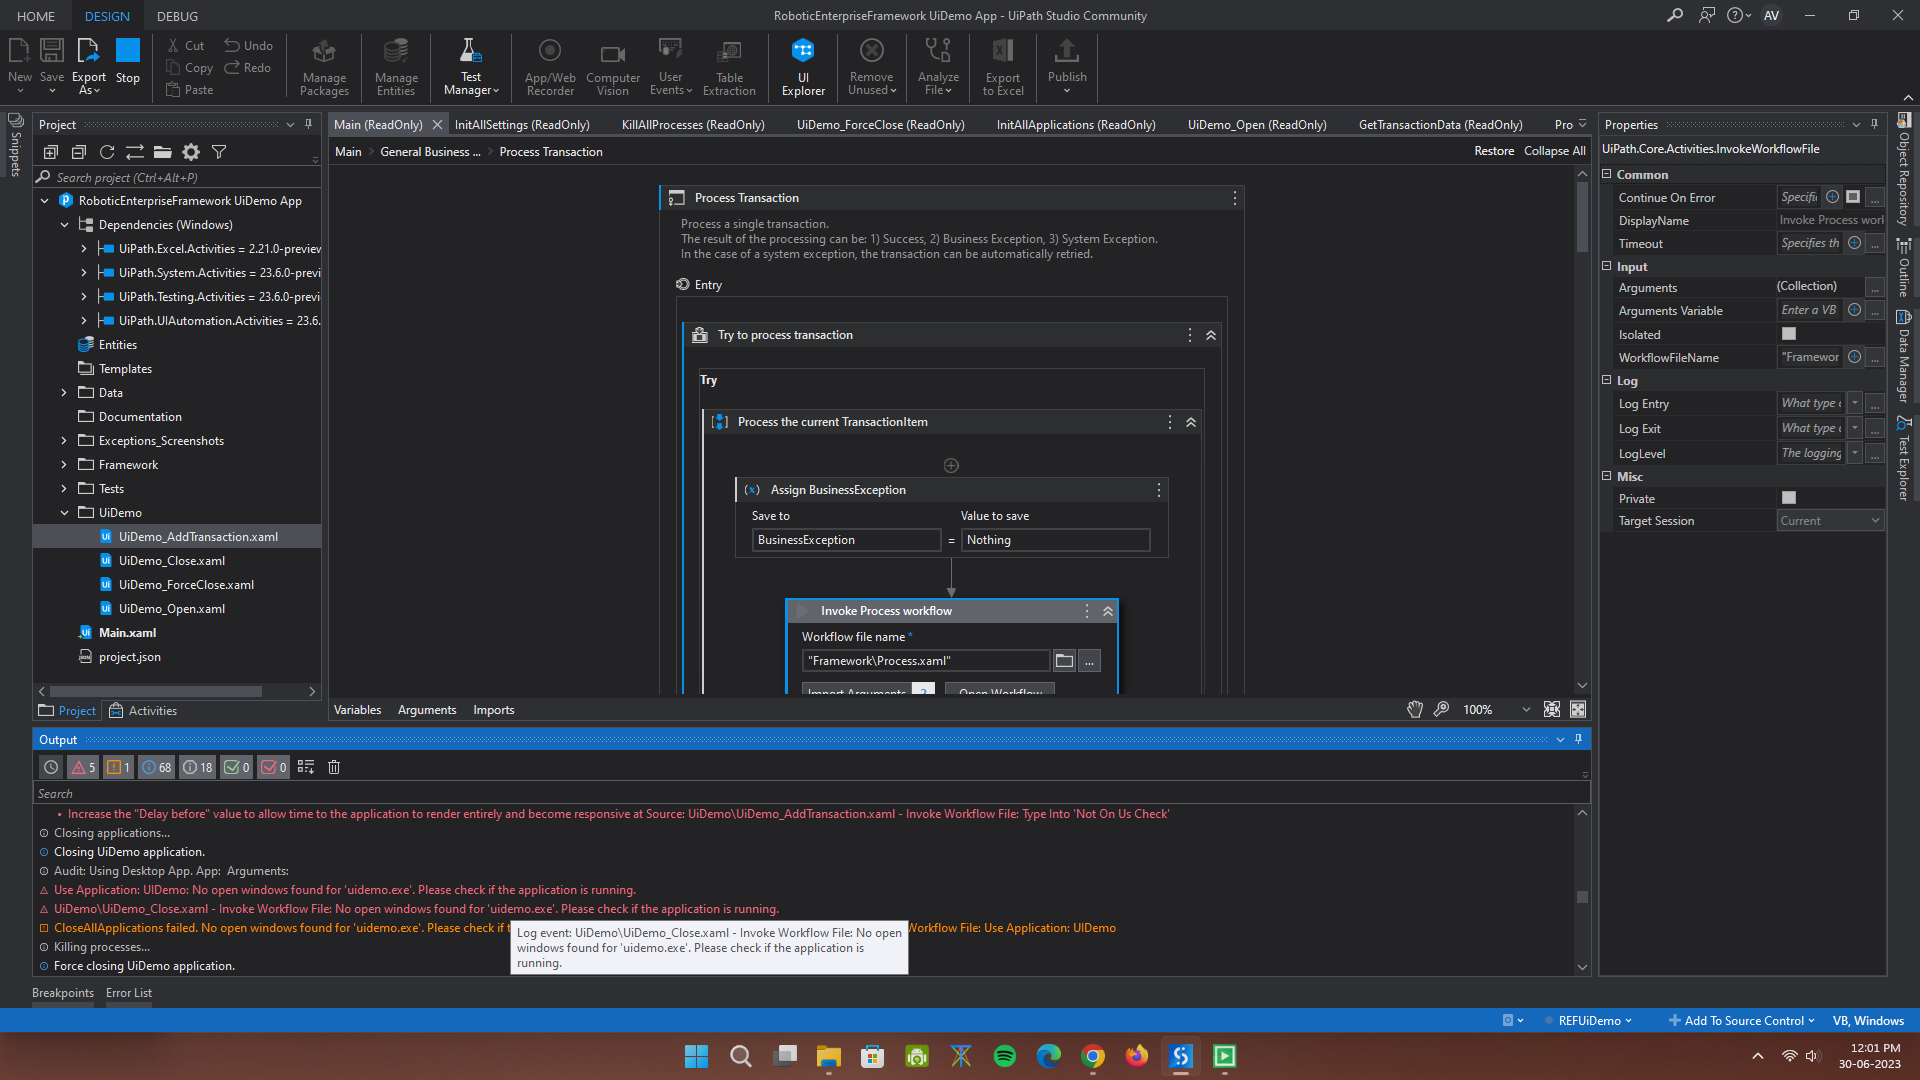 HOME DESIGN DEBUG
RoboticEnterpriseFramework UiDemo App - UiPath Studio Community
AV
New
Save
Export As
Stop
Cut
Copy
Paste
Undo
Redo
Manage Packages
Manage Entities
Test Manager
App/Web Recorder
Computer Vision
User Events
Table Extraction
UI Explorer
Remove Unused
Analyze File
Export to Excel
Publish
Snippets
Project
Search project (Ctrl+Alt+P)
RoboticEnterpriseFramework UiDemo App
Dependencies (Windows)
UiPath.Excel.Activities = 2.21.0-preview
UiPath.System.Activities = 23.6.0-previ
UiPath.Testing.Activities = 23.6.0-previ
UiPath.UIAutomation.Activities = 23.6.
Entities
Templates
Data
Documentation
Exceptions_Screenshots
Framework
Tests
UiDemo
UiDemo_AddTransaction.xaml
UiDemo_Close.xaml
UiDemo_ForceClose.xaml
UiDemo_Open.xaml
Main.xaml
project.json
Project Activities
Main (ReadOnly) InitAllSettings (ReadOnly) KillAllProcesses (ReadOnly) UiDemo_ForceClose (ReadOnly) InitAllApplications (ReadOnly) UiDemo_Open (ReadOnly) GetTransactionData (ReadOnly) Pro
Main General Business ... Process Transaction
Restore Collapse All
Process Transaction
Process a single transaction.
The result of the processing can be: 1) Success, 2) Business Exception, 3) System Exception.
In the case of a system exception, the transaction can be automatically retried.
Entry
Try to process transaction
Try
Process the current TransactionItem
Assign BusinessException
Save to Value to save
BusinessException = Nothing
Invoke Process workflow
Workflow file name *
"Framework\Process.xaml" ...
Import Arguments Open Workflow
Variables Arguments Imports
100%
Properties
UiPath.Core.Activities.InvokeWorkflowFile
Common
Continue On Error Specifi ...
DisplayName Invoke Process work
Timeout Specifies th ...
Input
Arguments (Collection) ...
Arguments Variable Enter a VB ...
Isolated
WorkflowFileName "Framewor ...
Log
Log Entry What type o ...
Log Exit What type o ...
LogLevel The logging ...
Misc
Private
Target Session Current
Object Repository
Outline
Data Manager
Test Explorer
Output
5 1 68 18 0 0
Search
• Increase the "Delay before" value to allow time to the application to render entirely and become responsive at Source: UiDemo\UiDemo_AddTransaction.xaml - Invoke Workflow File: Type Into 'Not On Us Check'
Closing applications...
Closing UiDemo application.
Audit: Using Desktop App. App: Arguments:
Use Application: UIDemo: No open windows found for 'uidemo.exe'. Please check if the application is running.
UiDemo\UiDemo_Close.xaml - Invoke Workflow File: No open windows found for 'uidemo.exe'. Please check if the application is running.
CloseAllApplications failed. No open windows found for 'uidemo.exe'. Please check if t Workflow File: Use Application: UIDemo
Log event: UiDemo\UiDemo_Close.xaml - Invoke Workflow File: No open
windows found for 'uidemo.exe'. Please check if the application is
running.
Killing processes...
Force closing UiDemo application.
Breakpoints Error List
REFUiDemo Add To Source Control VB, Windows
12:01 PM
30-06-2023